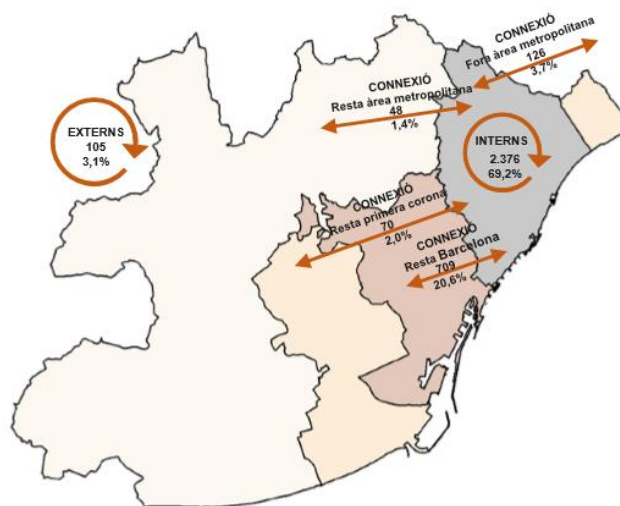 CONNEXIÓ
Fora àrea metropolitana
126
3,7%
CONNEXIÓ
Resta àrea metropolitana
48
1,4%
EXTERNS
105
3,1%
INTERNS
2.376
69,2%
CONNEXIÓ
Resta primera corona
70
2,0%
CONNEXIÓ
Resta Barcelona
709
20,6%